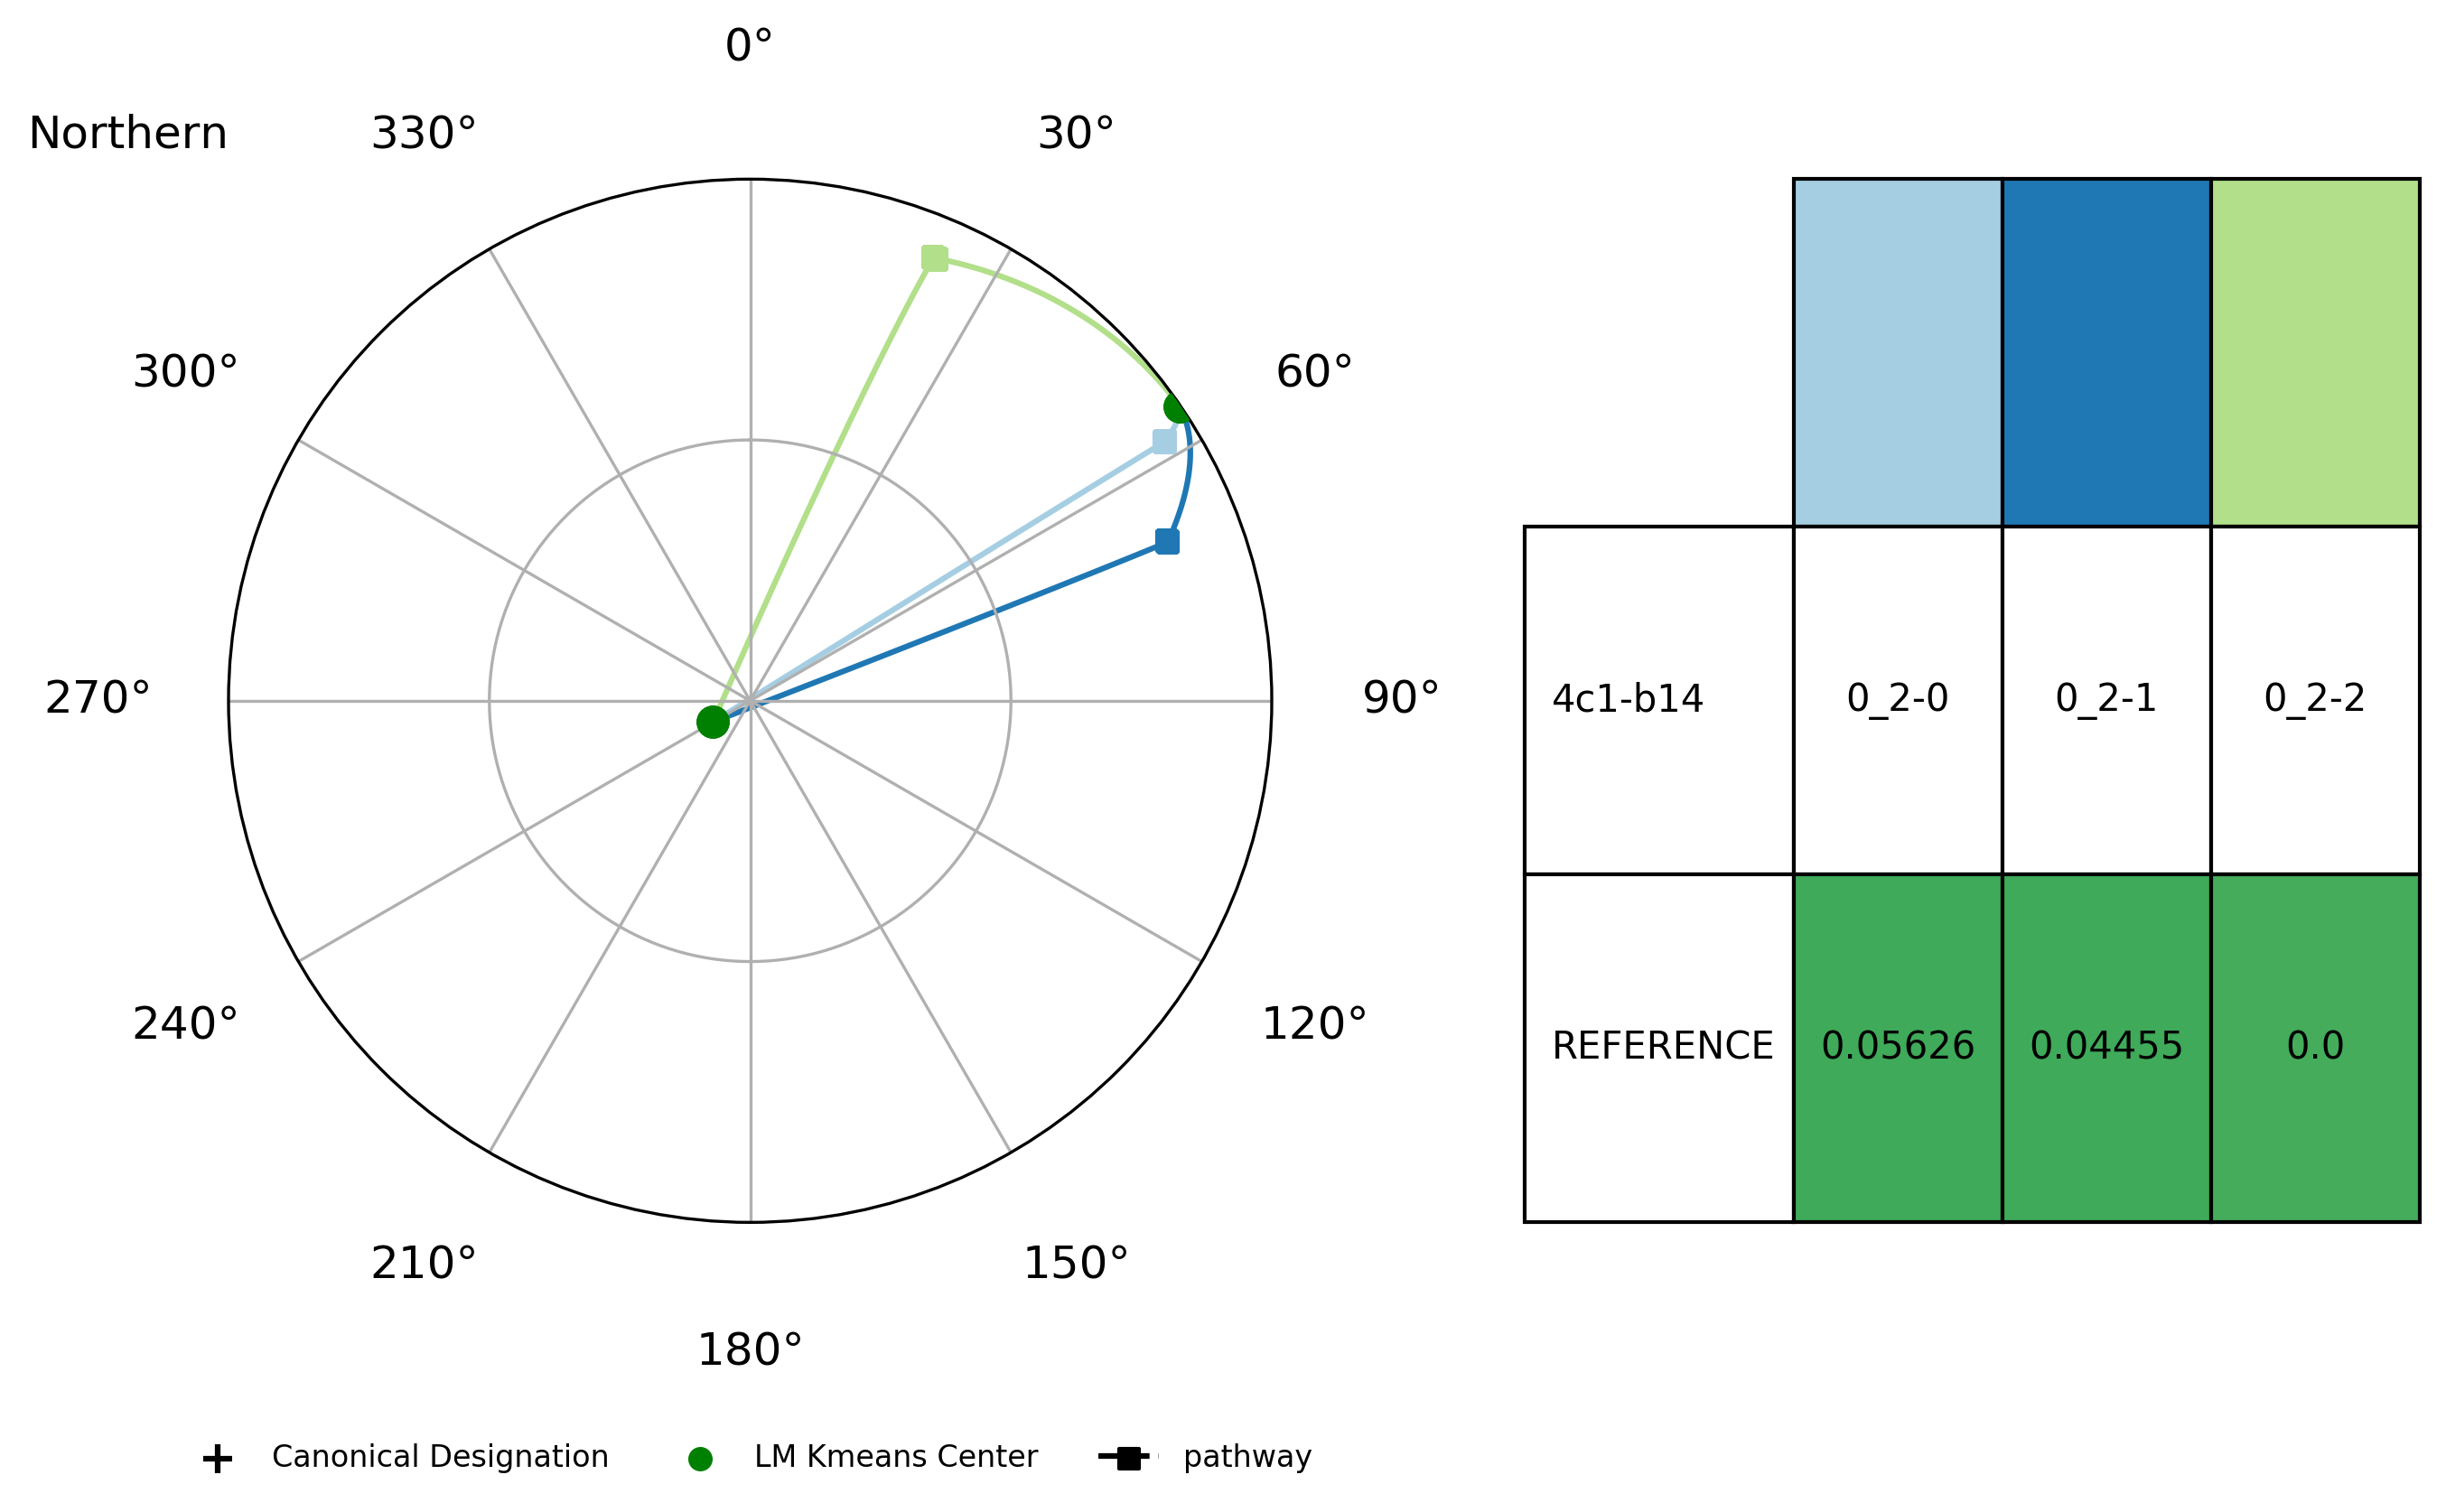 0°
Northern
330°
30°
300°
60°
270°
90°
4c1-b14 0_2-0 0_2-1 0_2-2
240°
120°
REFERENCE 0.05626 0.04455 0.0
210°
150°
180°
Canonical Designation
LM Kmeans Center
pathway